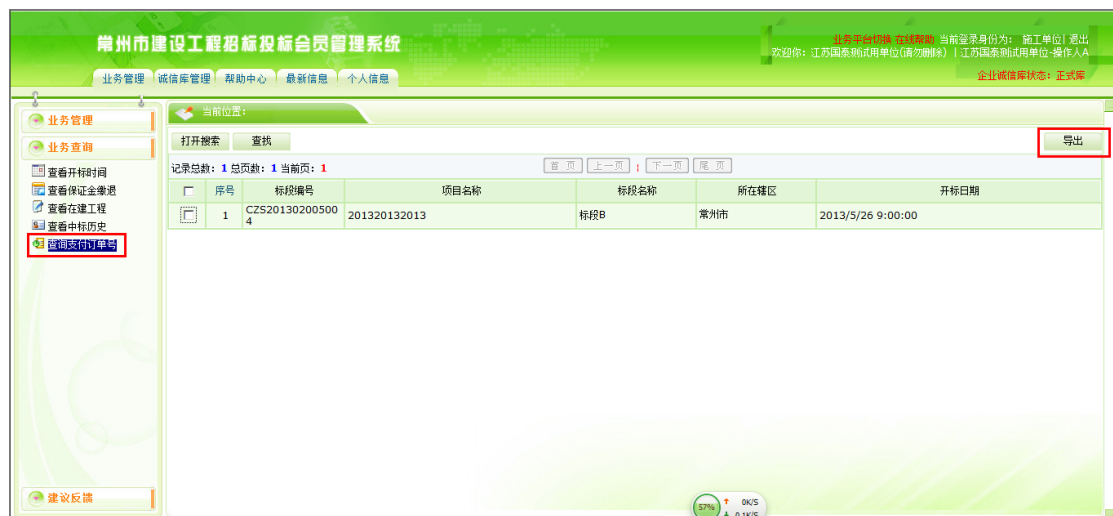 常州市建设工程招标投标会员管理系统
业务平台切换 在线帮助 当前登录身份为： 施工单位| 退出
欢迎你：江苏国泰测试用单位(请勿删除) | 江苏国泰测试用单位-操作人A
企业诚信库状态：正式库
业务管理 诚信库管理 帮助中心 最新信息 个人信息
业务管理
业务查询
查看开标时间
查看保证金缴退
查看在建工程
查看中标历史
查询支付订单号
建议反馈
当前位置：
打开搜索 查找 导出
记录总数：1 总页数：1 当前页：1 首 页 上一页 | 下一页 尾 页
序号 标段编号 项目名称 标段名称 所在辖区 开标日期
1 CZS20130200500
4 201320132013 标段B 常州市 2013/5/26 9:00:00
57% 0K/S
0.1K/S